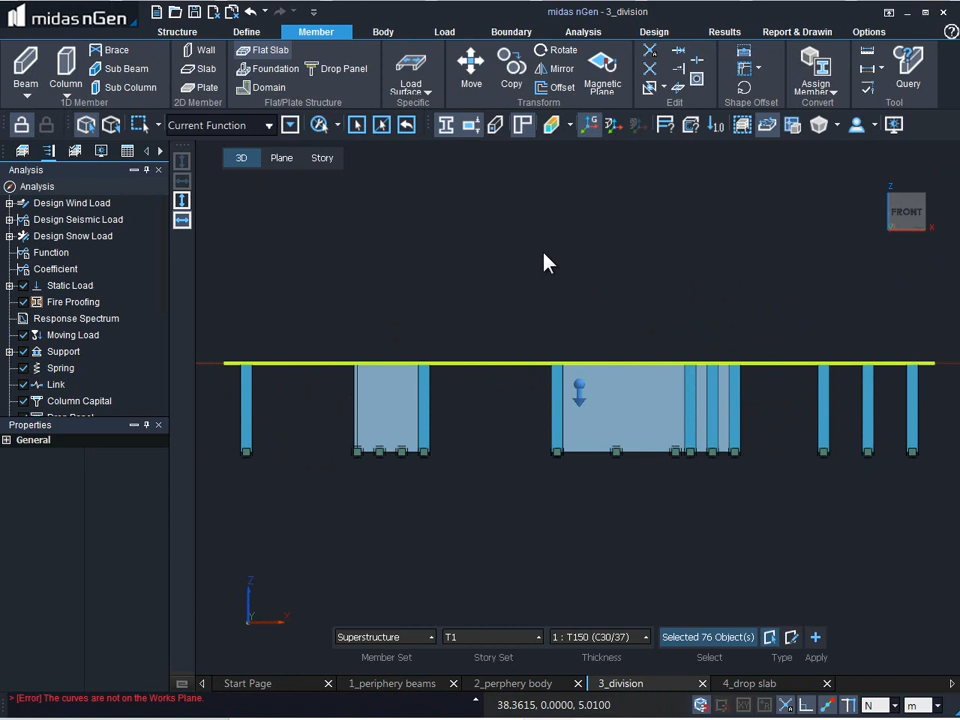 midas nGen
midas nGen - 3_division
Structure Define Member Body Load Boundary Analysis Design Results Report & Drawin Options
Beam Column Brace Sub Beam Sub Column
1D Member
Wall Slab Plate
2D Member
Flat Slab Foundation Domain Drop Panel
Flat/Plate Structure
Load Surface
Specific
Move Copy Rotate Mirror Offset Magnetic Plane
Transform
Edit
Shape Offset
Assign Member
Convert
Query
Tool
Current Function
1.0
3D Plane Story
Analysis
Analysis
Design Wind Load
Design Seismic Load
Design Snow Load
Function
Coefficient
Static Load
Fire Proofing
Response Spectrum
Moving Load
Support
Spring
Link
Column Capital
Properties
General
Z
FRONT
X
Z
Y
X
Superstructure T1 1 : T150 (C30/37) Selected 76 Object(s)
Member Set Story Set Thickness Select Type Apply
Start Page 1_periphery beams 2_perphery body 3_division 4_drop slab
> [Error] The curves are not on the Works Plane.
38.3615, 0.0000, 5.0100
N m